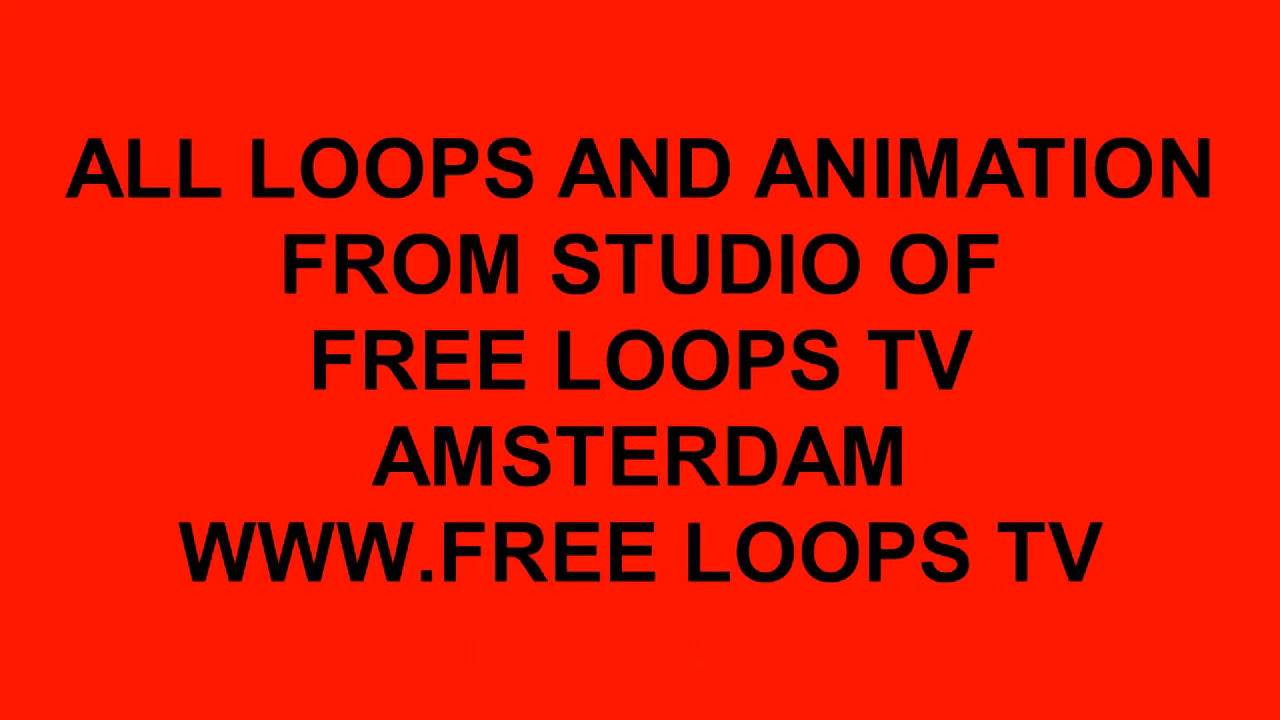 ALL LOOPS AND ANIMATION
FROM STUDIO OF
FREE LOOPS TV
AMSTERDAM
WWW.FREE LOOPS TV